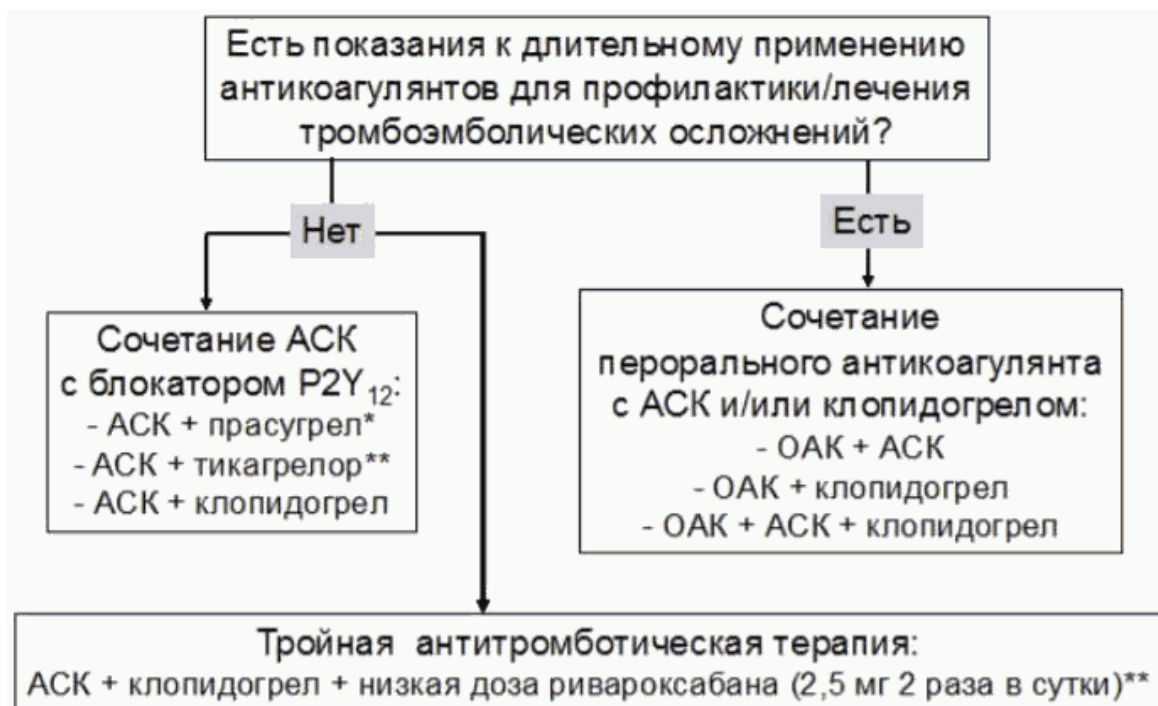 Есть показания к длительному применению
антикоагулянтов для профилактики/лечения
тромбоэмболических осложнений?
Нет
Есть
Сочетание АСК
с блокатором P2Y12:
- АСК + прасугрел*
- АСК + тикагрелор**
- АСК + клопидогрел
Сочетание
перорального антикоагулянта
с АСК и/или клопидогрелом:
- ОАК + АСК
- ОАК + клопидогрел
- ОАК + АСК + клопидогрел
Тройная антитромботическая терапия:
АСК + клопидогрел + низкая доза ривароксабана (2,5 мг 2 раза в сутки)**